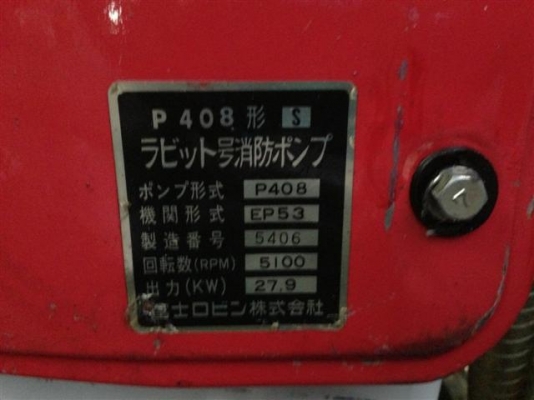 P 408 形 S
ラビット号消防ポンプ
ポンプ形式 P408
機関形式 EP53
製造番号 5406
回転数(RPM) 5100
出力(KW) 27.9
富士ロビン株式会社